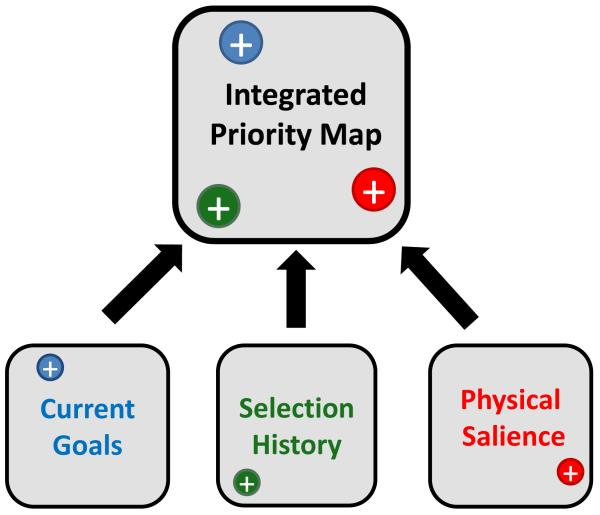 +
Integrated
Priority Map
+
+
+
Current
Goals
Selection
History
+
Physical
Salience
+